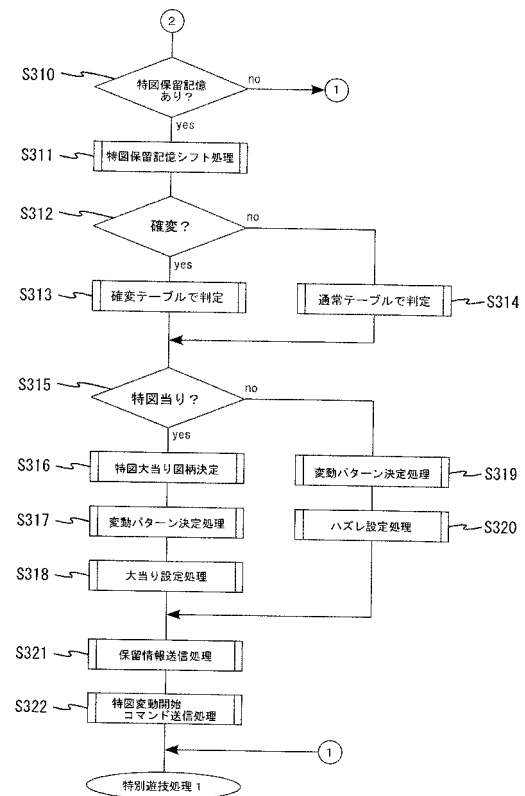 2
S310
特図保留記憶
あり?
no
1
yes
S311
特図保留記憶シフト処理
S312
確変?
no
yes
S313
確変テーブルで判定
通常テーブルで判定
S314
S315
特図当り?
no
yes
S316
特図大当り図柄決定
変動パターン決定処理
S319
S317
変動パターン決定処理
ハズレ設定処理
S320
S318
大当り設定処理
S321
保留情報送信処理
S322
特図変動開始
コマンド送信処理
1
特別遊技処理1